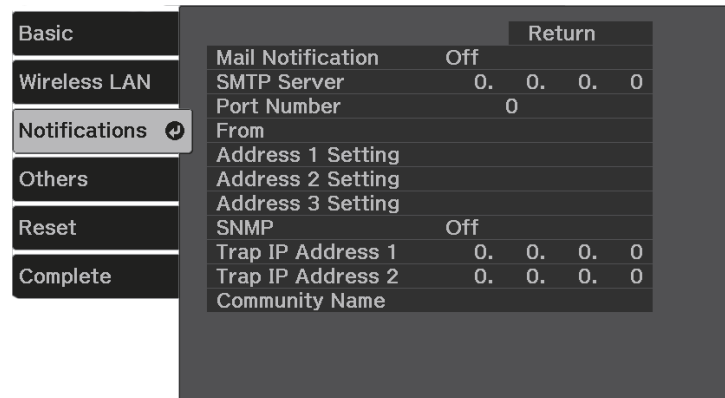 Basic
Wireless LAN
Notifications
Others
Reset
Complete
Return
Mail Notification Off
SMTP Server 0. 0. 0. 0
Port Number 0
From
Address 1 Setting
Address 2 Setting
Address 3 Setting
SNMP Off
Trap IP Address 1 0. 0. 0. 0
Trap IP Address 2 0. 0. 0. 0
Community Name